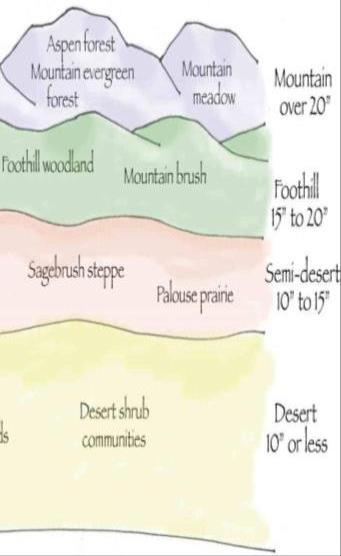 Aspen forest
Mountain evergreen
forest
Mountain
meadow
Mountain
over 20"
Foothill woodland
Mountain brush
Foothill
15" to 20"
Sagebrush steppe
Palouse prairie
Semi-desert
10" to 15"
Desert shrub
communities
Desert
10" or less